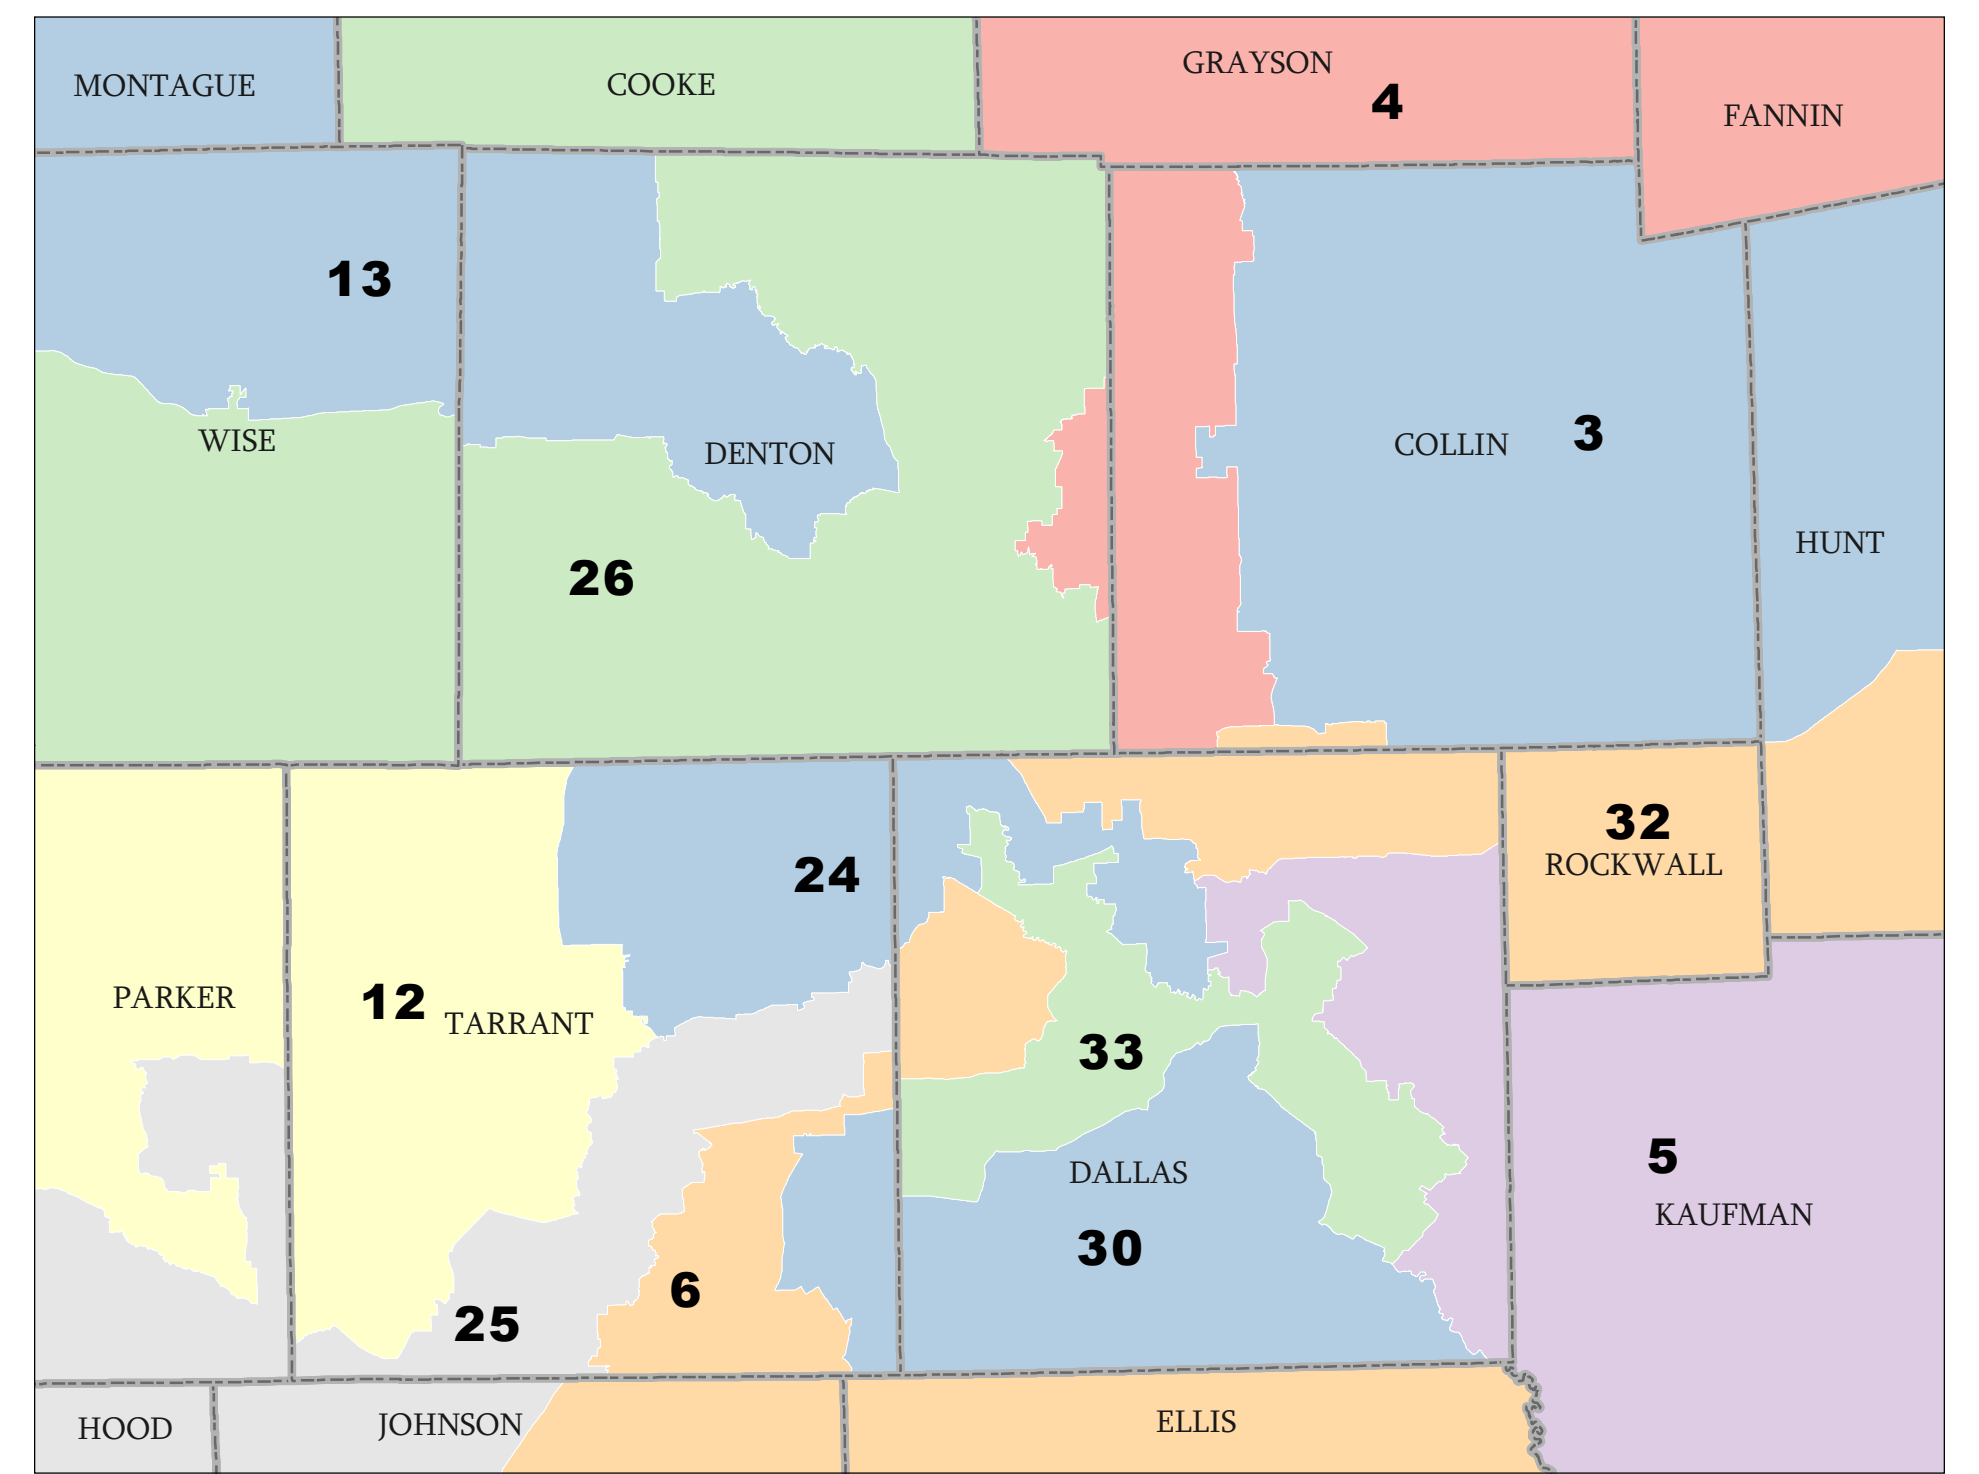 MONTAGUE
COOKE
GRAYSON
4
FANNIN
13
WISE
DENTON
COLLIN 3
HUNT
26
32
ROCKWALL
24
PARKER
12
TARRANT
33
5
DALLAS
KAUFMAN
30
6
25
HOOD
JOHNSON
ELLIS